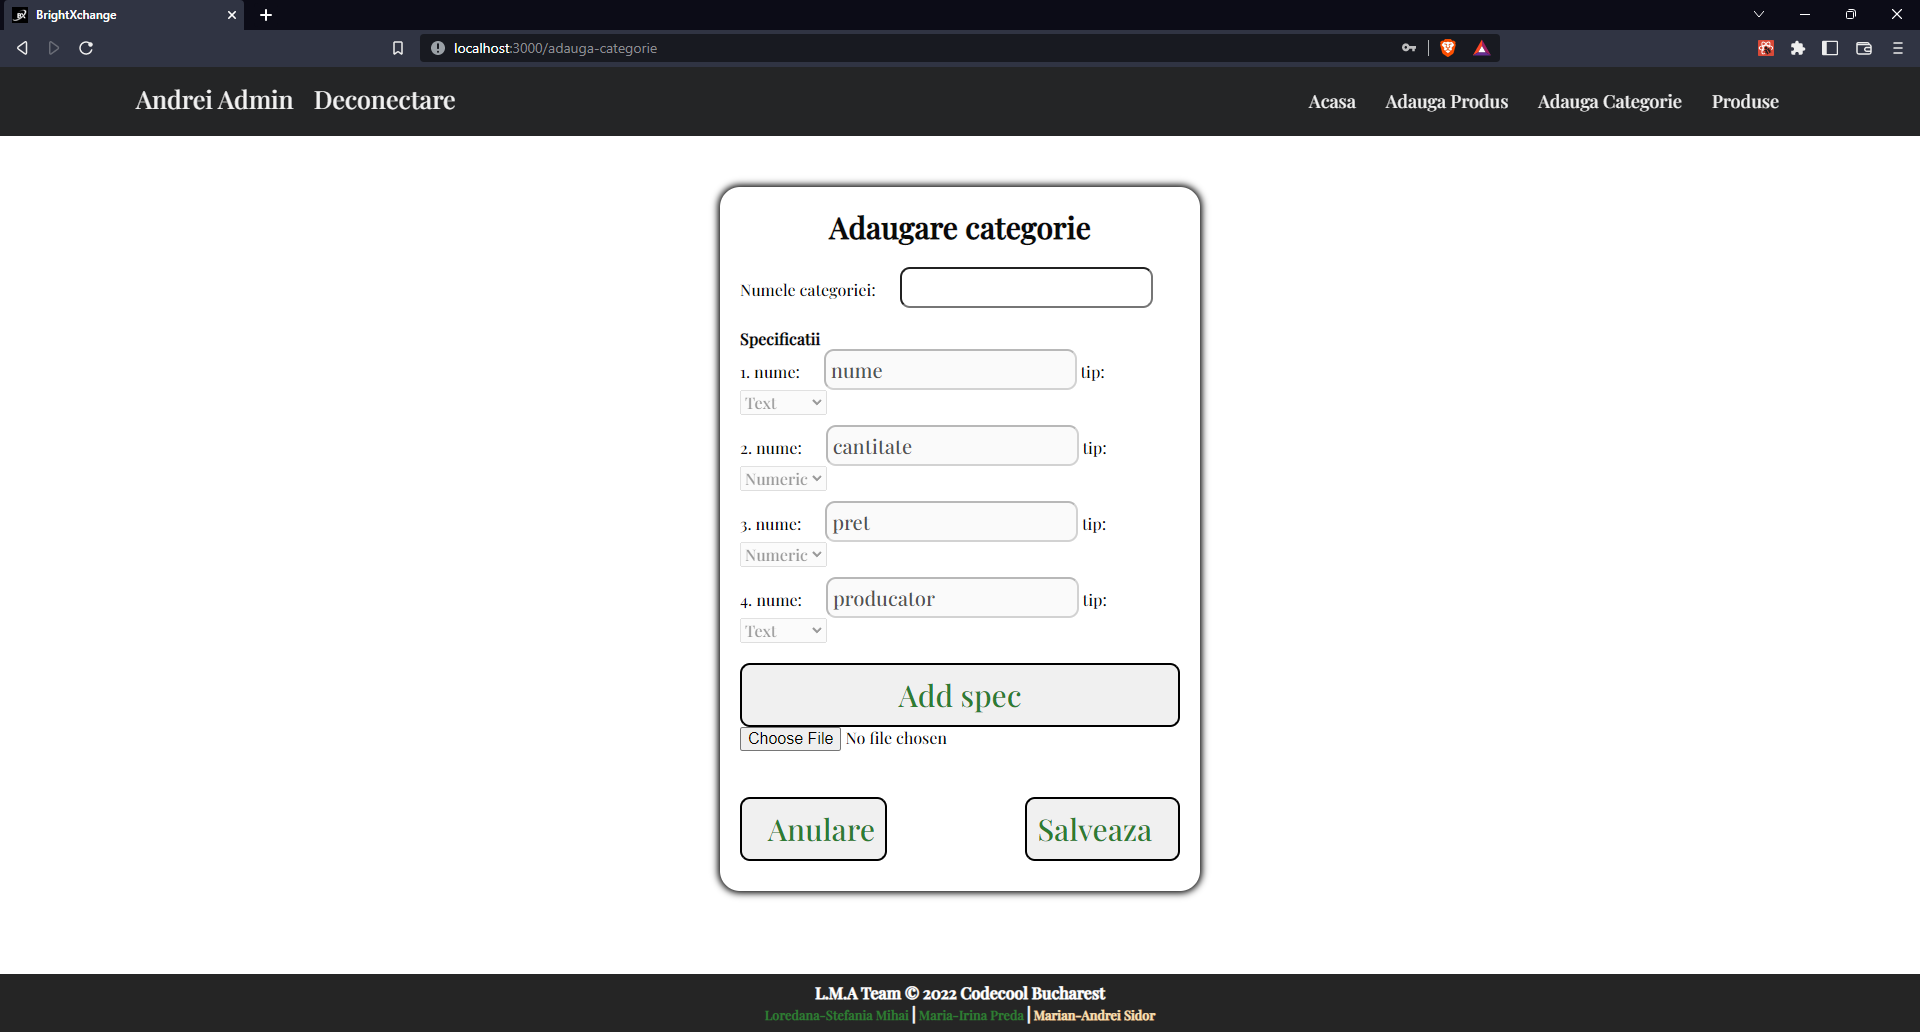 BrightXchange
localhost:3000/adauga-categorie
Andrei Admin Deconectare
Acasa Adauga Produs Adauga Categorie Produse
Adaugare categorie
Numele categoriei:
Specificatii
1. nume: nume tip:
Text
2. nume: cantitate tip:
Numeric
3. nume: pret tip:
Numeric
4. nume: producator tip:
Text
Add spec
Choose File No file chosen
Anulare Salveaza
L.M.A Team © 2022 Codecool Bucharest
Loredana-Stefania Mihai | Maria-Irina Preda | Marian-Andrei Sidor